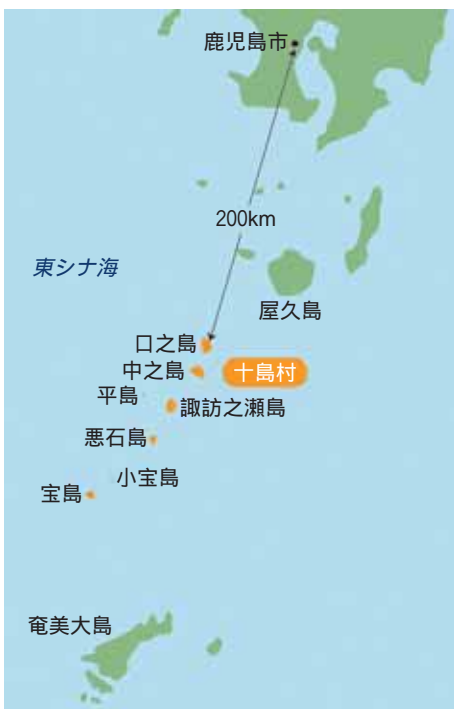 鹿児島市
200km
東シナ海
屋久島
口之島
中之島
十島村
平島
諏訪之瀬島
悪石島
小宝島
宝島
奄美大島